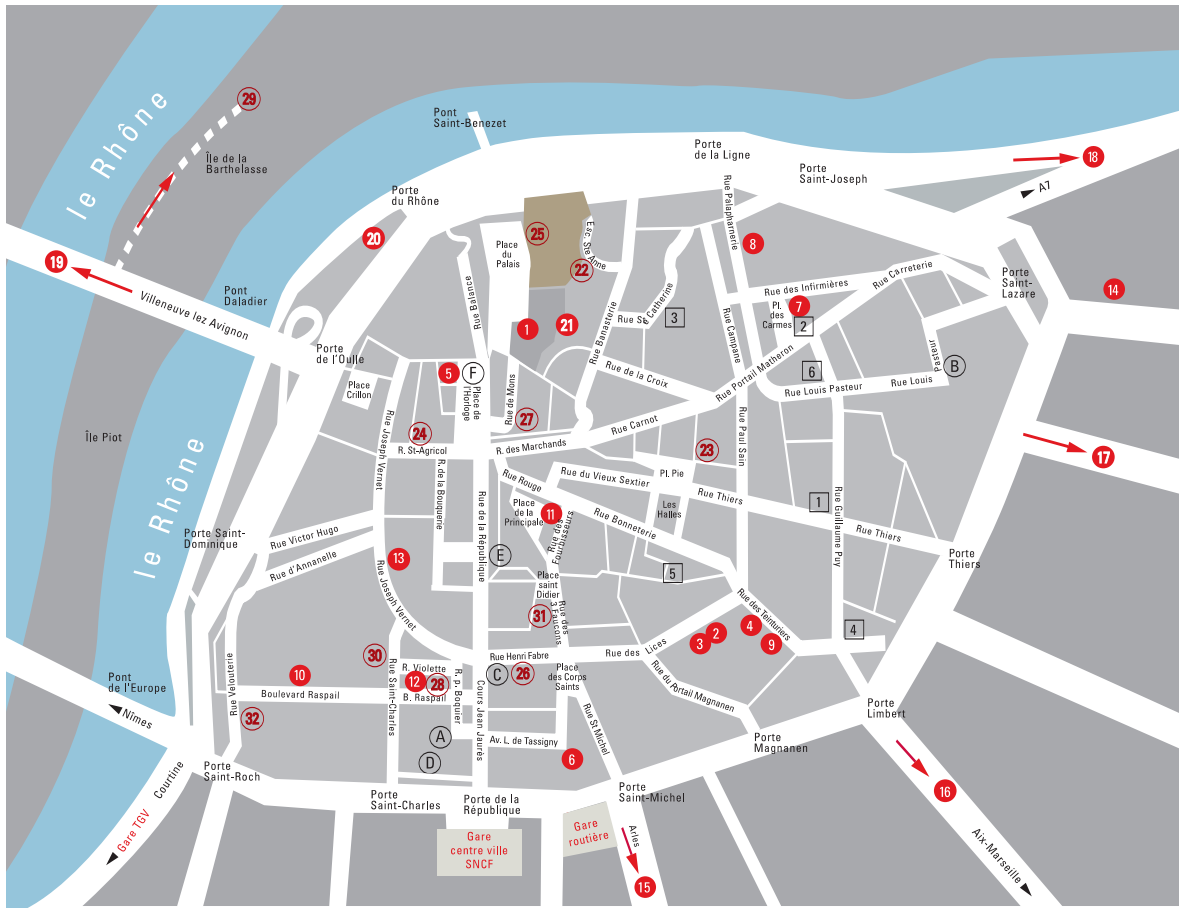 le Rhône
29
Île de la
Barthelasse
Pont
Saint-Benezet
Porte
de la Ligne
Porte
Saint-Joseph
18
A7
Porte
du Rhône
20
25
Place
du
Palais
Esc. Ste Anne
22
Rue Palapharnerie
8
Rue Carreterie
Porte
Saint-
Lazare
14
19
Villeneuve lez Avignon
Pont
Daladier
Rue Balance
1
21
Rue Banasterie
Rue Ste Catherine
3
Rue des Infirmières
Pl.
des
Carmes
7
2
Rue Campane
Porte
de l'Oulle
Place
Crillon
5
F
Place de
l'Horloge
Rue de Mons
Rue de la Croix
Rue Portail Matheron
6
Rue Louis Pasteur
Rue Louis
Pasteur
B
Île Piot
Rue Joseph Vernet
24
R. St-Agricol
27
R. des Marchands
Rue Carnot
23
Rue Paul Sain
17
R. de la Bouquerie
Rue Rouge
Rue du Vieux Sextier
Pl. Pie
Rue Thiers
1
Rue Thiers
Les
Halles
Place
de la
Principale
11
Rue des
Fourbisseurs
Rue Bonneterie
Rue Guillaume Puy
Porte
Thiers
le Rhône
Porte Saint-
Dominique
Rue Victor Hugo
Rue d'Annanelle
13
Rue de la République
E
Place
saint
Didier
5
Rue Joseph Vernet
31
Rue des
3 Faucons
Rue des Teinturiers
4
2
3
9
4
30
Rue Henri Fabre
Rue des Lices
10
R. Violette
12
28
C
26
Place
des Corps
Saints
Pont
de l'Europe
Nîmes
Rue Velouterie
Boulevard Raspail
B. Raspail
R. p. Boquier
Rue Saint-Charles
Cours Jean Jaurès
Rue du Portail Magnanen
Porte
Limbert
32
A
D
Av. L. de Tassigny
Rue St Michel
6
Porte
Magnanen
Porte
Saint-Roch
Courtine
Gare TGV
Porte
Saint-Charles
Porte de la
République
Porte
Saint-Michel
16
Gare
centre ville
SNCF
Gare
routière
Arles
15
Aix-Marseille